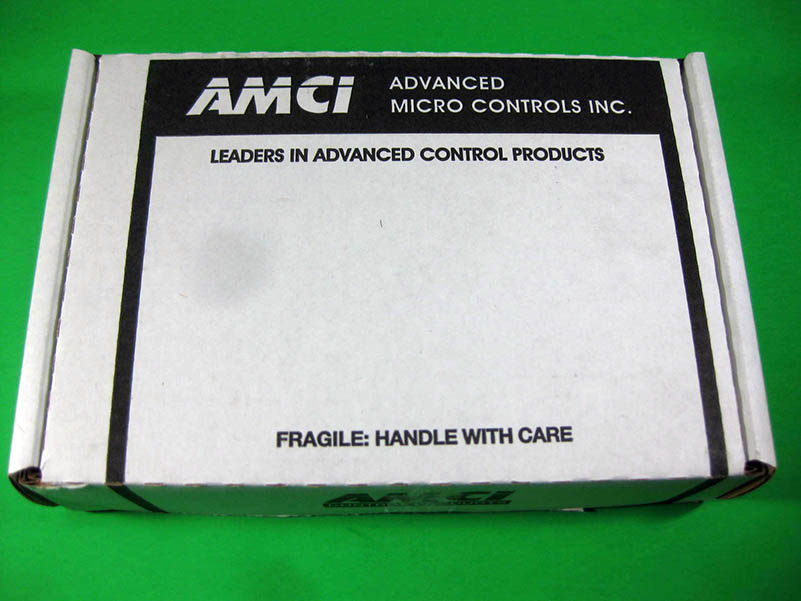 AMCI
ADVANCED
MICRO CONTROLS INC.
LEADERS IN ADVANCED CONTROL PRODUCTS
FRAGILE: HANDLE WITH CARE
AMCI